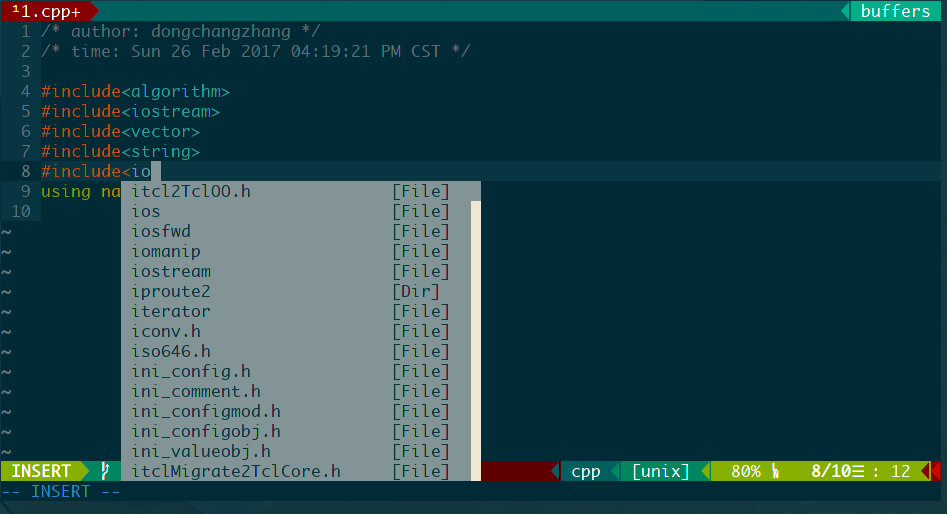 ¹1.cpp+ buffers
1 /* author: dongchangzhang */
2 /* time: Sun 26 Feb 2017 04:19:21 PM CST */
3
4 #include<algorithm>
5 #include<iostream>
6 #include<vector>
7 #include<string>
8 #include<io
9 using na itcl2TclOO.h [File]
10 ios [File]
~ iosfwd [File]
~ iomanip [File]
~ iostream [File]
~ iproute2 [Dir]
~ iterator [File]
~ iconv.h [File]
~ iso646.h [File]
~ ini_config.h [File]
~ ini_comment.h [File]
~ ini_configmod.h [File]
~ ini_configobj.h [File]
~ ini_valueobj.h [File]
INSERT itclMigrate2TclCore.h [File] cpp [unix] 80% 8/10☰ : 12
-- INSERT --